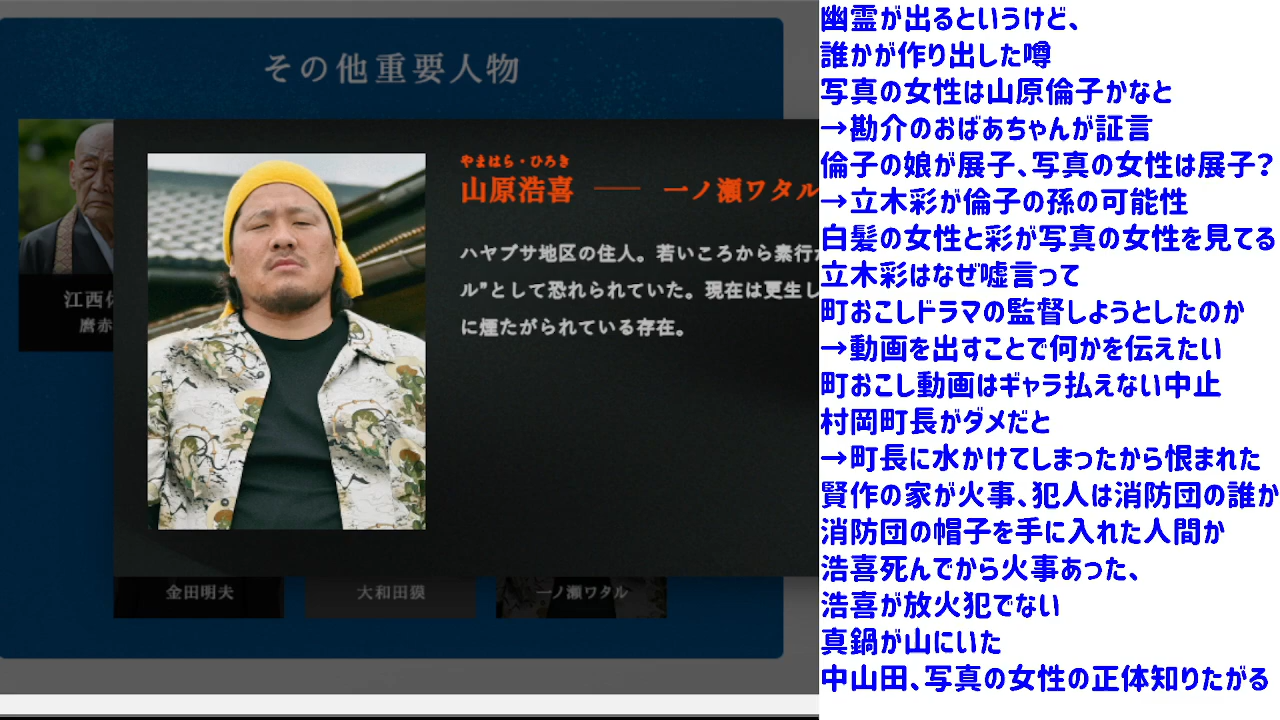 その他重要人物
やまはら・ひろき
山原浩喜 ―― 一ノ瀬ワタル
ハヤブサ地区の住人。若いころから素行
ル”として恐れられていた。現在は更生し
に煙たがられている存在。
江西佑
麿赤
金田明夫
大和田獏
一ノ瀬ワタル
幽霊が出るというけど、
誰かが作り出した噂
写真の女性は山原倫子かなと
→勘介のおばあちゃんが証言
倫子の娘が展子、写真の女性は展子?
→立木彩が倫子の孫の可能性
白髪の女性と彩が写真の女性を見てる
立木彩はなぜ嘘言って
町おこしドラマの監督しようとしたのか
→動画を出すことで何かを伝えたい
町おこし動画はギャラ払えない中止
村岡町長がダメだと
→町長に水かけてしまったから恨まれた
賢作の家が火事、犯人は消防団の誰か
消防団の帽子を手に入れた人間か
浩喜死んでから火事あった、
浩喜が放火犯でない
真鍋が山にいた
中山田、写真の女性の正体知りたがる